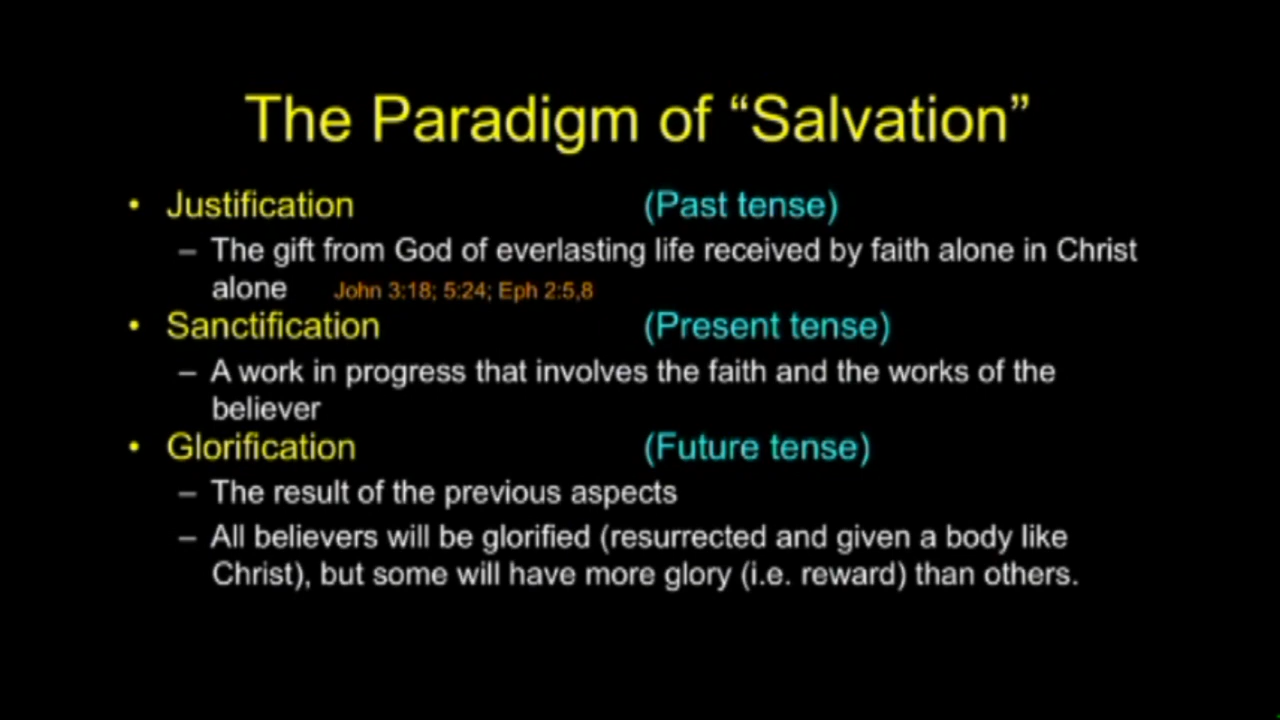 The Paradigm of “Salvation”
• Justification (Past tense)
– The gift from God of everlasting life received by faith alone in Christ
alone John 3:18; 5:24; Eph 2:5,8
• Sanctification (Present tense)
– A work in progress that involves the faith and the works of the
believer
• Glorification (Future tense)
– The result of the previous aspects
– All believers will be glorified (resurrected and given a body like
Christ), but some will have more glory (i.e. reward) than others.